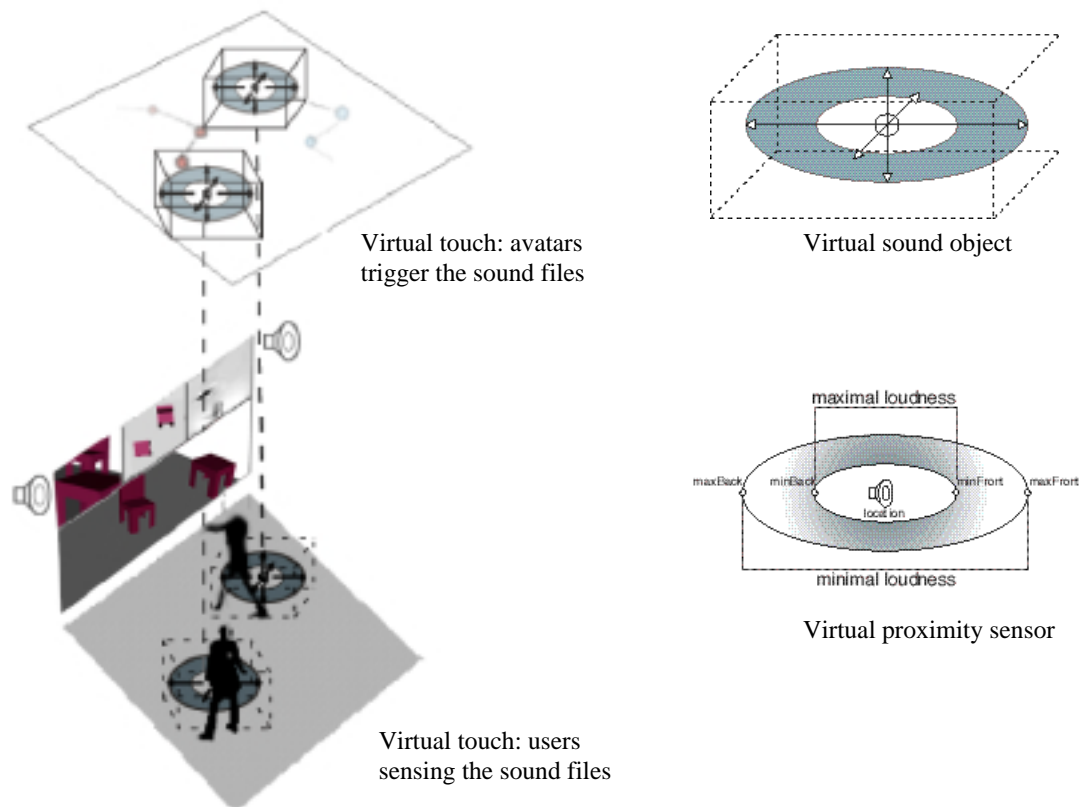 Virtual touch: avatars
trigger the sound files
Virtual sound object
maximal loudness
maxBack
minBack
minFront
maxFront
location
minimal loudness
Virtual proximity sensor
Virtual touch: users
sensing the sound files